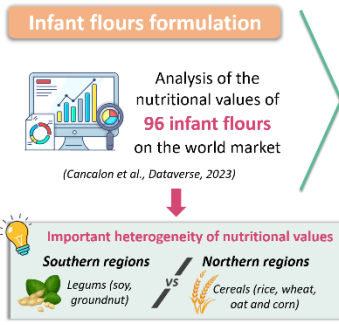 Infant flours formulation
Analysis of the
nutritional values of
96 infant flours
on the world market
(Cancalon et al., Dataverse, 2023)
Important heterogeneity of nutritional values
Southern regions
Legums (soy,
groundnut)
vs
Northern regions
Cereals (rice, wheat,
oat and corn)